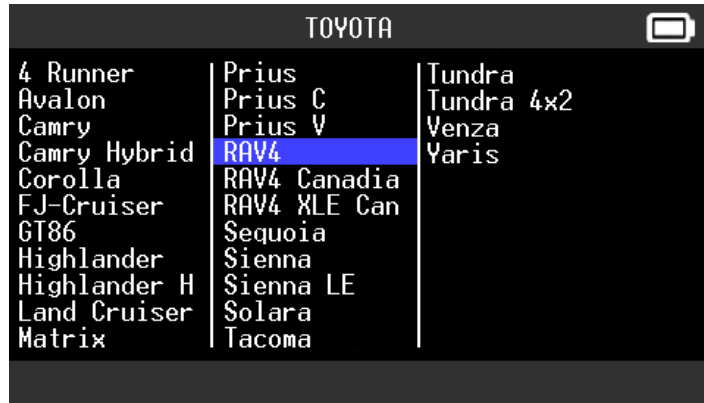 TOYOTA
4 Runner
Avalon
Camry
Camry Hybrid
Corolla
FJ-Cruiser
GT86
Highlander
Highlander H
Land Cruiser
Matrix
Prius
Prius C
Prius V
RAV4
RAV4 Canadia
RAV4 XLE Can
Sequoia
Sienna
Sienna LE
Solara
Tacoma
Tundra
Tundra 4x2
Venza
Yaris